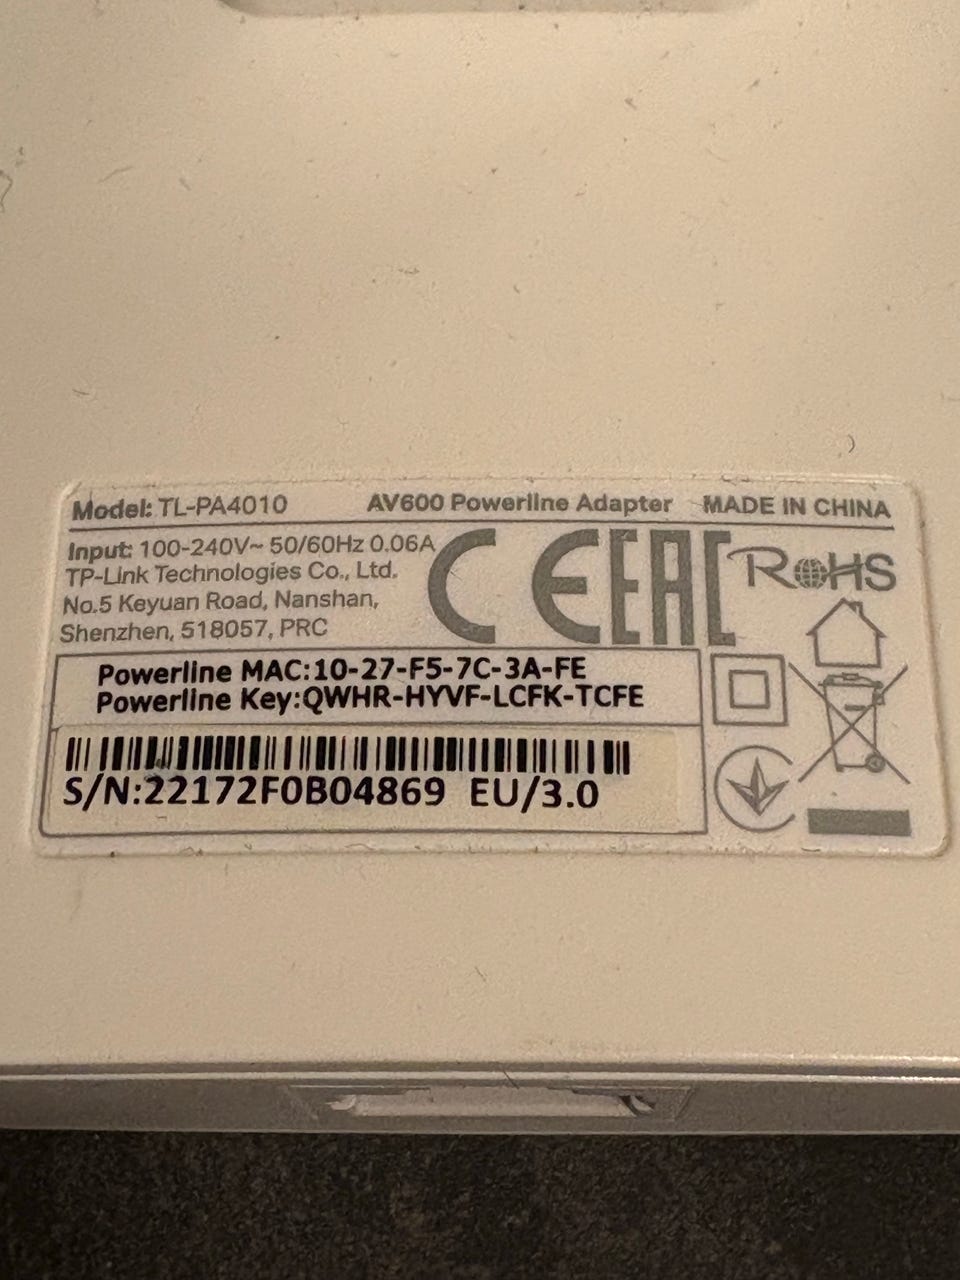 Model: TL-PA4010 AV600 Powerline Adapter MADE IN CHINA
Input: 100-240V~ 50/60Hz 0.06A
TP-Link Technologies Co., Ltd.
No.5 Keyuan Road, Nanshan,
Shenzhen, 518057, PRC
CE EAC RoHS
Powerline MAC:10-27-F5-7C-3A-FE
Powerline Key:QWHR-HYVF-LCFK-TCFE
S/N:22172F0B04869 EU/3.0